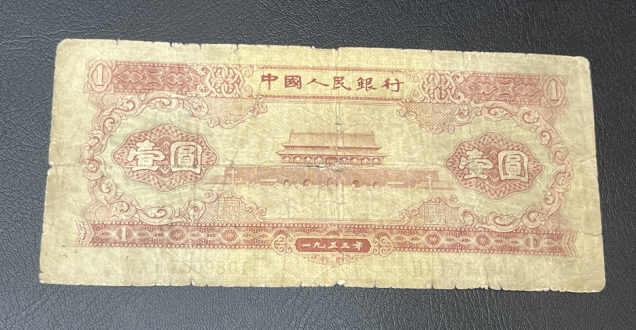 中國人民銀行
1 1
壹圓 壹圓
1 1
一九五三年